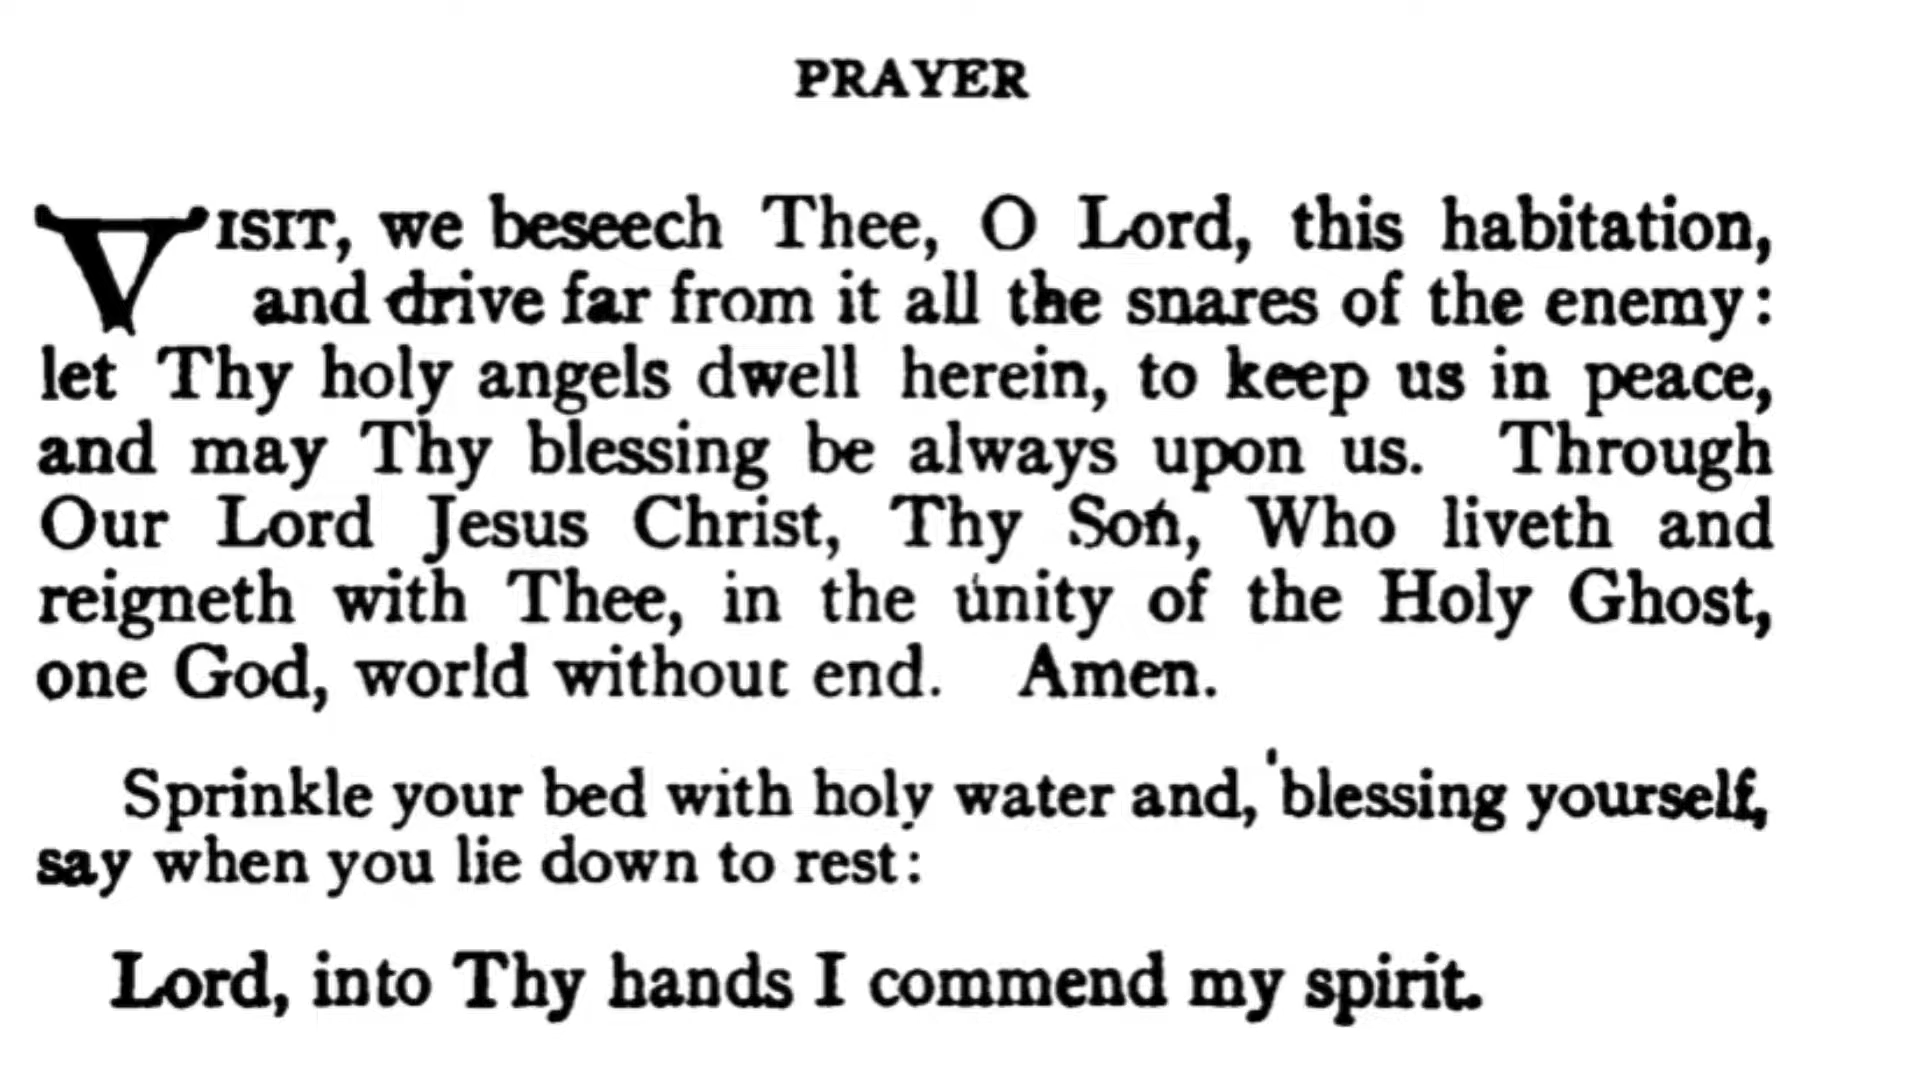 PRAYER
VISIT, we beseech Thee, O Lord, this habitation,
and drive far from it all the snares of the enemy:
let Thy holy angels dwell herein, to keep us in peace,
and may Thy blessing be always upon us. Through
Our Lord Jesus Christ, Thy Son, Who liveth and
reigneth with Thee, in the unity of the Holy Ghost,
one God, world without end. Amen.
Sprinkle your bed with holy water and, blessing yourself,
say when you lie down to rest:
Lord, into Thy hands I commend my spirit.